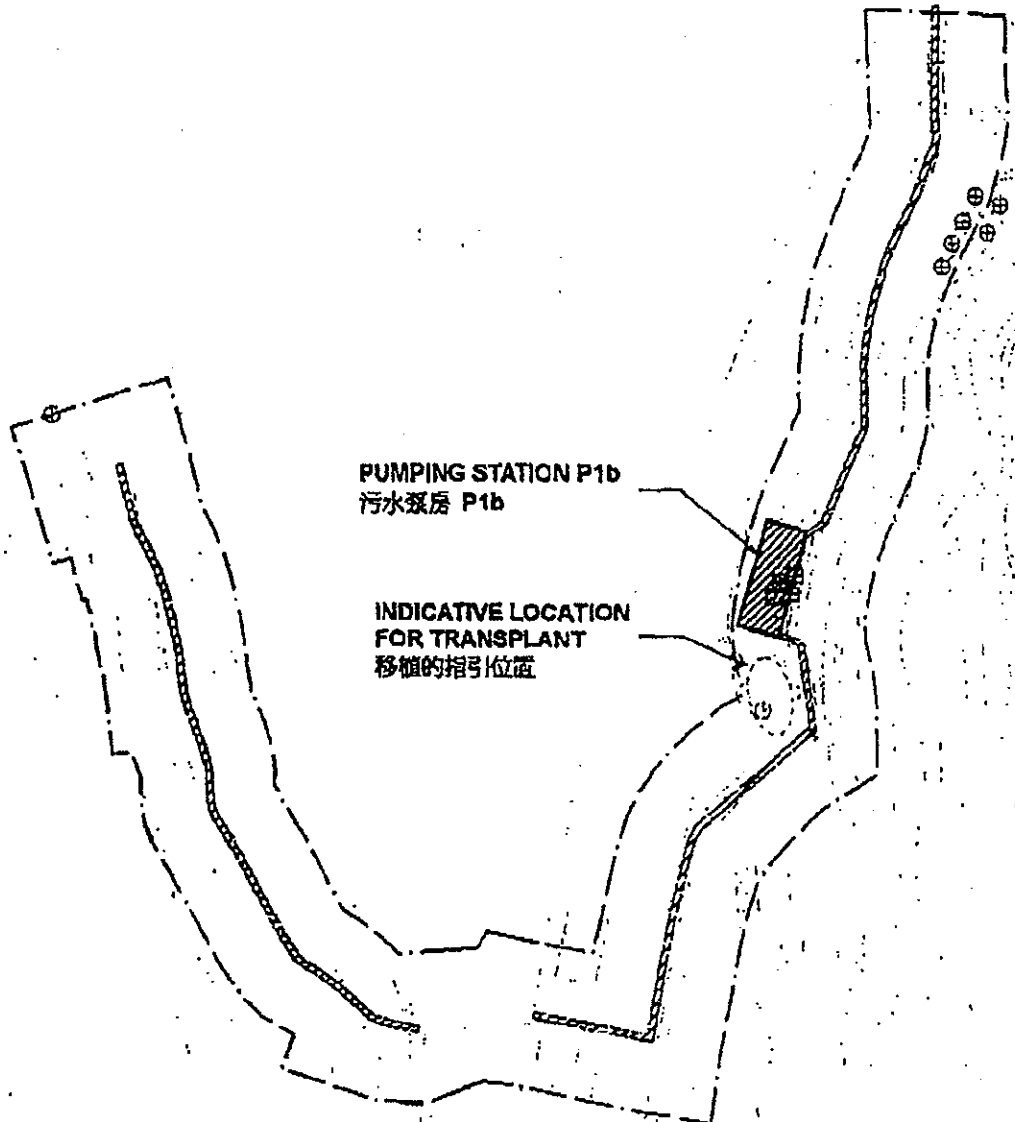 PUMPING STATION P1b
污水泵房 P1b
INDICATIVE LOCATION
FOR TRANSPLANT
移植的指引位置